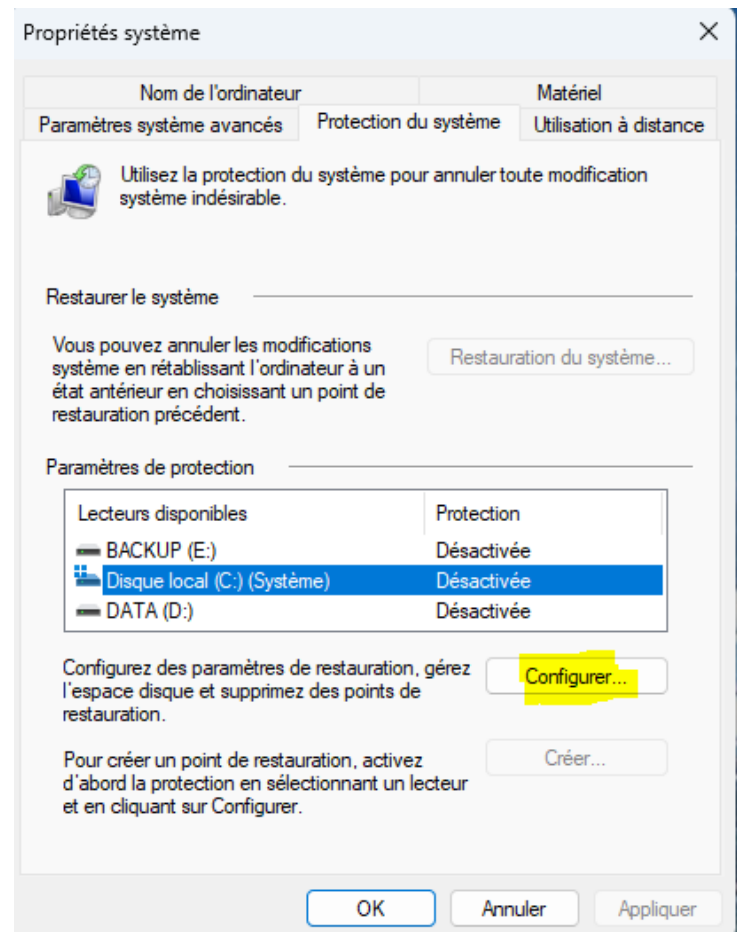 Propriétés système
Nom de l'ordinateur
Matériel
Paramètres système avancés
Protection du système
Utilisation à distance
Utilisez la protection du système pour annuler toute modification
système indésirable.
Restaurer le système
Vous pouvez annuler les modifications
système en rétablissant l'ordinateur à un
état antérieur en choisissant un point de
restauration précédent.
Restauration du système...
Paramètres de protection
Lecteurs disponibles Protection
BACKUP (E:) Désactivée
Disque local (C:) (Système) Désactivée
DATA (D:) Désactivée
Configurez des paramètres de restauration, gérez
l'espace disque et supprimez des points de
restauration.
Configurer...
Pour créer un point de restauration, activez
d'abord la protection en sélectionnant un lecteur
et en cliquant sur Configurer.
Créer...
OK
Annuler
Appliquer